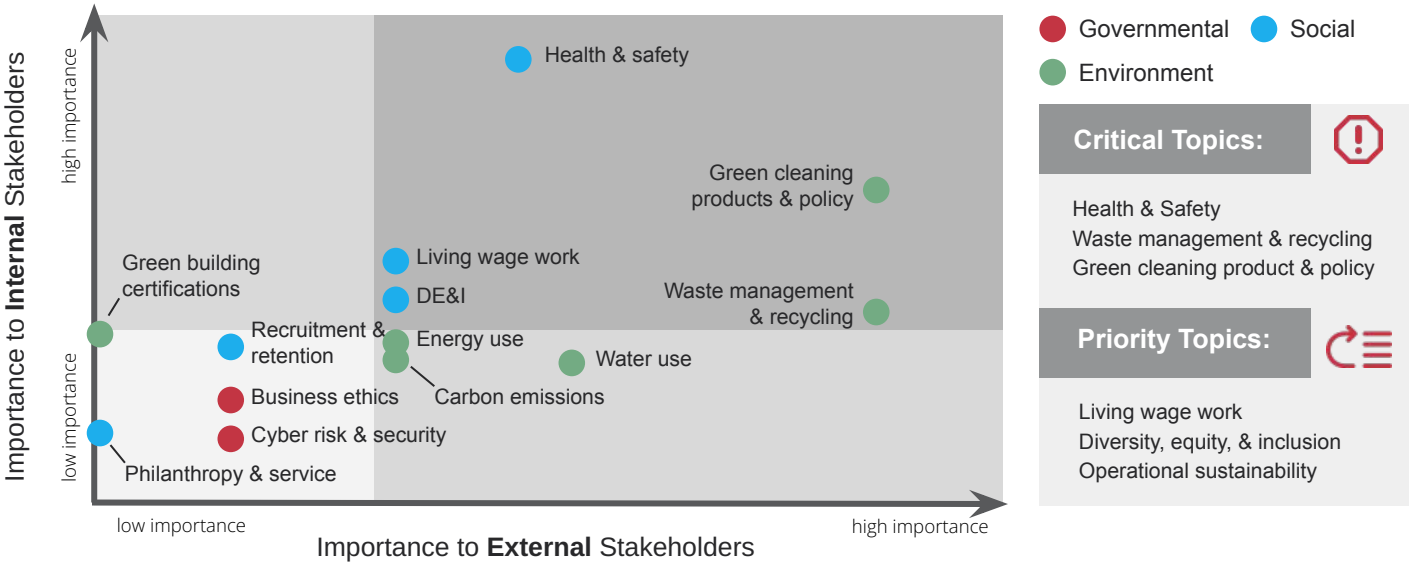 Importance to Internal Stakeholders
high importance
low importance
Health & safety
Green cleaning
products & policy
Living wage work
Green building
certifications
DE&I
Waste management
& recycling
Recruitment &
retention
Energy use
Water use
Business ethics
Carbon emissions
Cyber risk & security
Philanthropy & service
low importance
high importance
Importance to External Stakeholders
Governmental
Social
Environment
Critical Topics:
Health & Safety
Waste management & recycling
Green cleaning product & policy
Priority Topics:
Living wage work
Diversity, equity, & inclusion
Operational sustainability